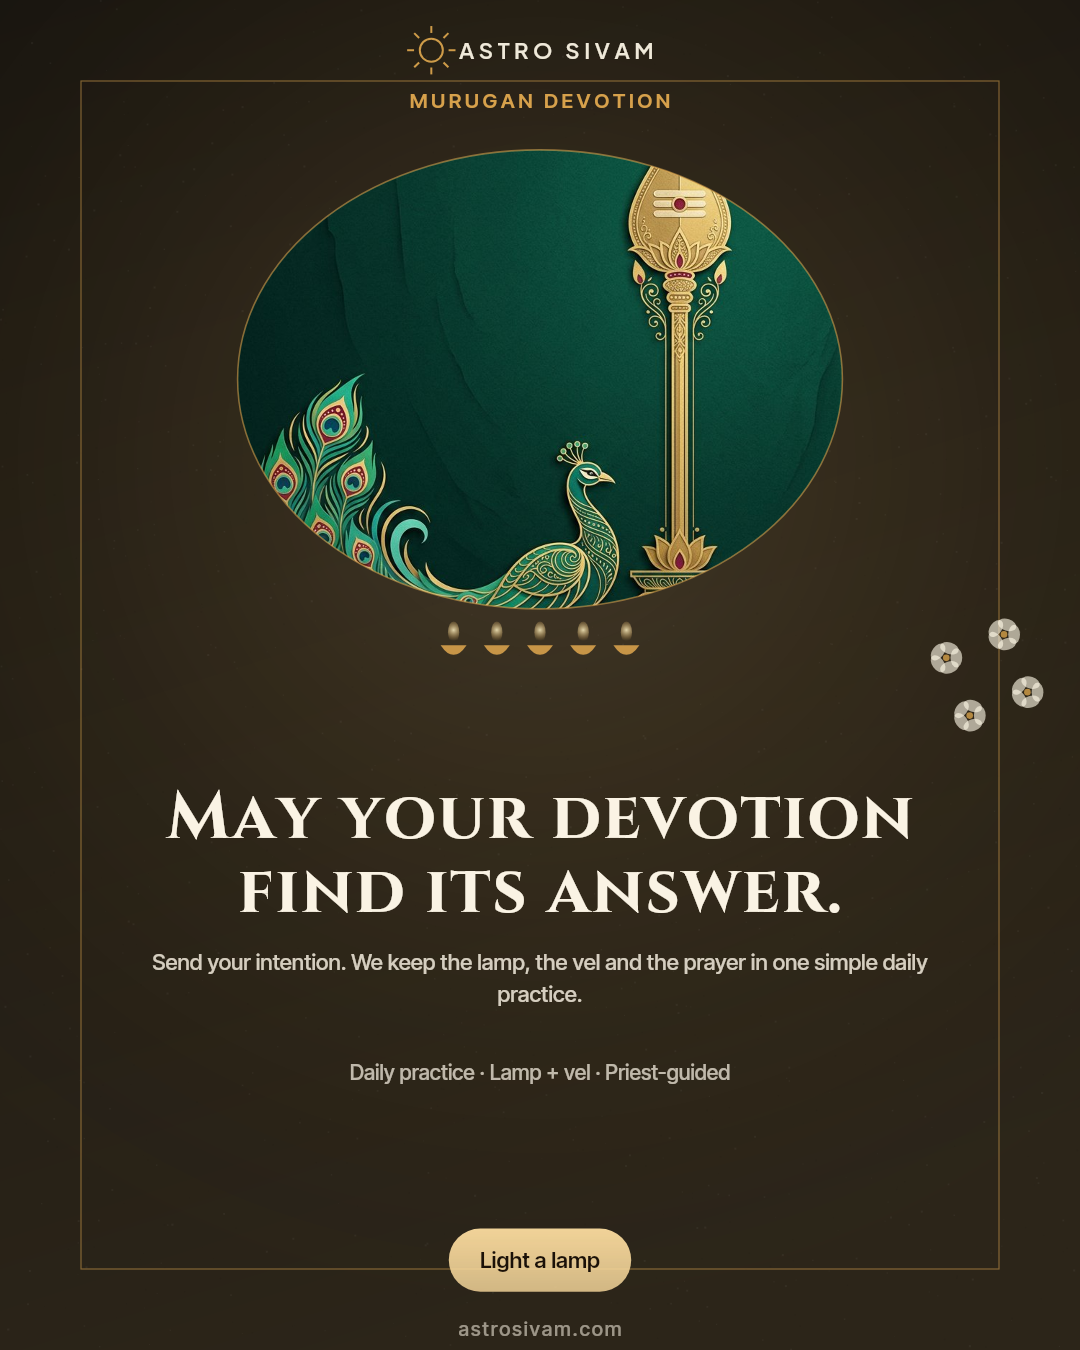 ASTRO SIVAM
MURUGAN DEVOTION
MAY YOUR DEVOTION
FIND ITS ANSWER.
Send your intention. We keep the lamp, the vel and the prayer in one simple daily
practice.
Daily practice · Lamp + vel · Priest-guided
Light a lamp
astrosivam.com